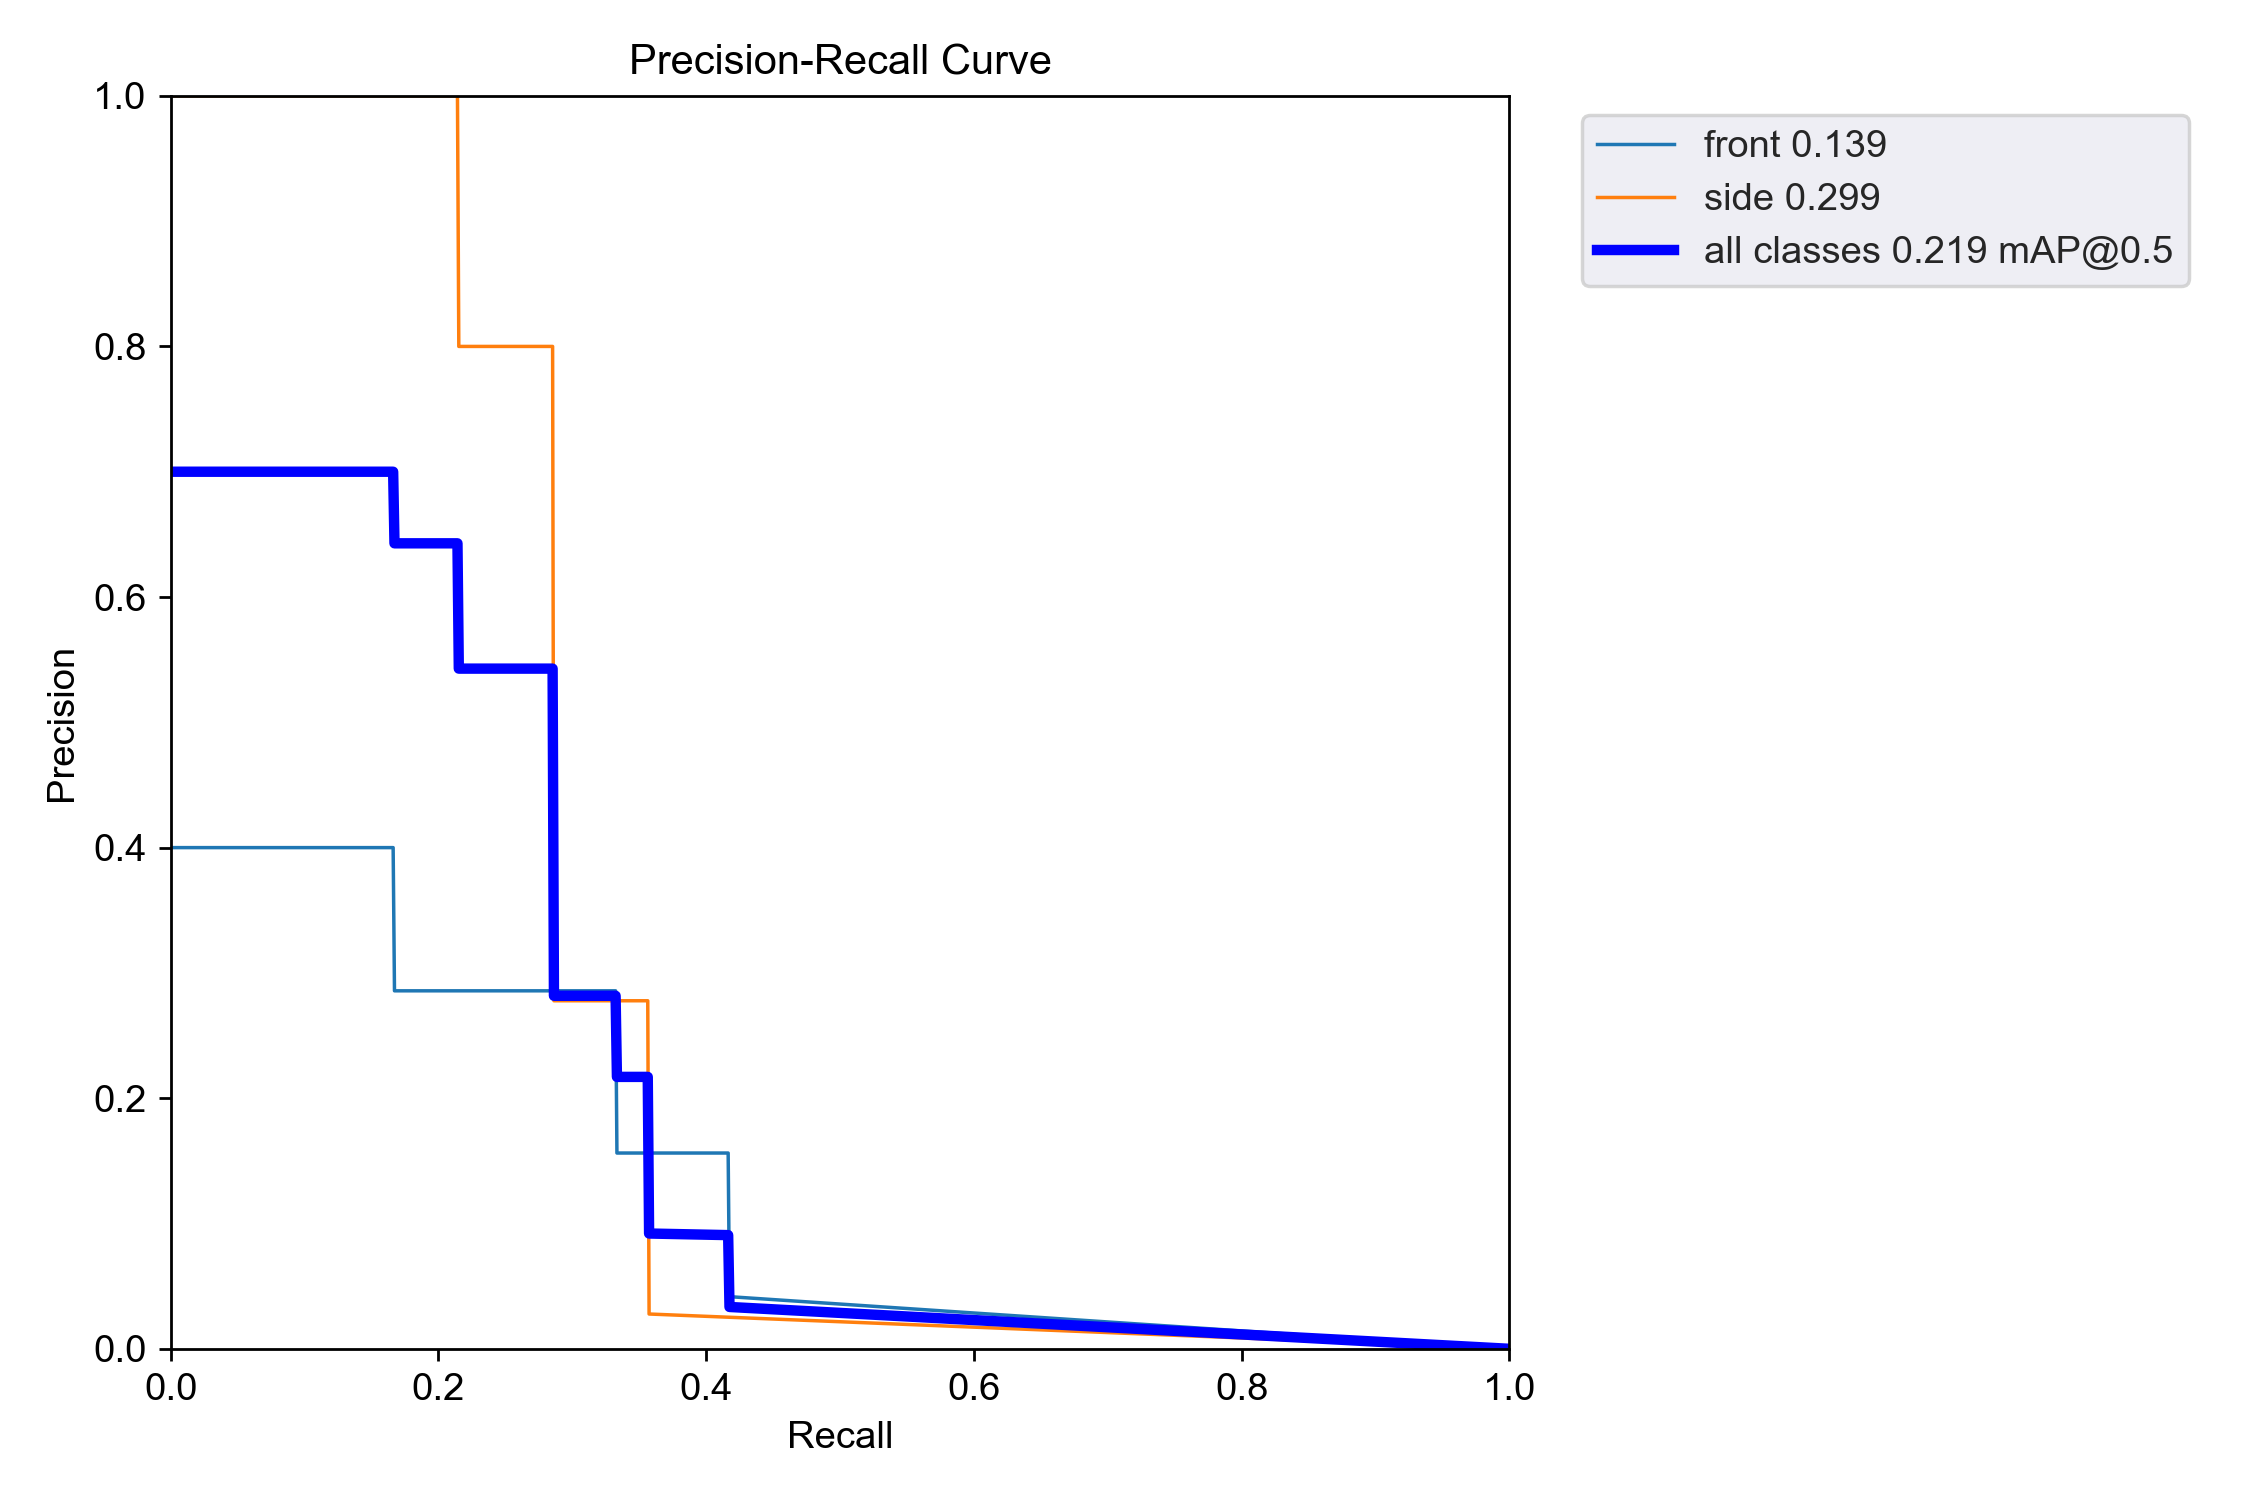 Precision-Recall Curve
1.0
0.8
0.6
0.4
0.2
0.0
Precision
0.0 0.2 0.4 0.6 0.8 1.0
Recall
front 0.139
side 0.299
all classes 0.219 mAP@0.5